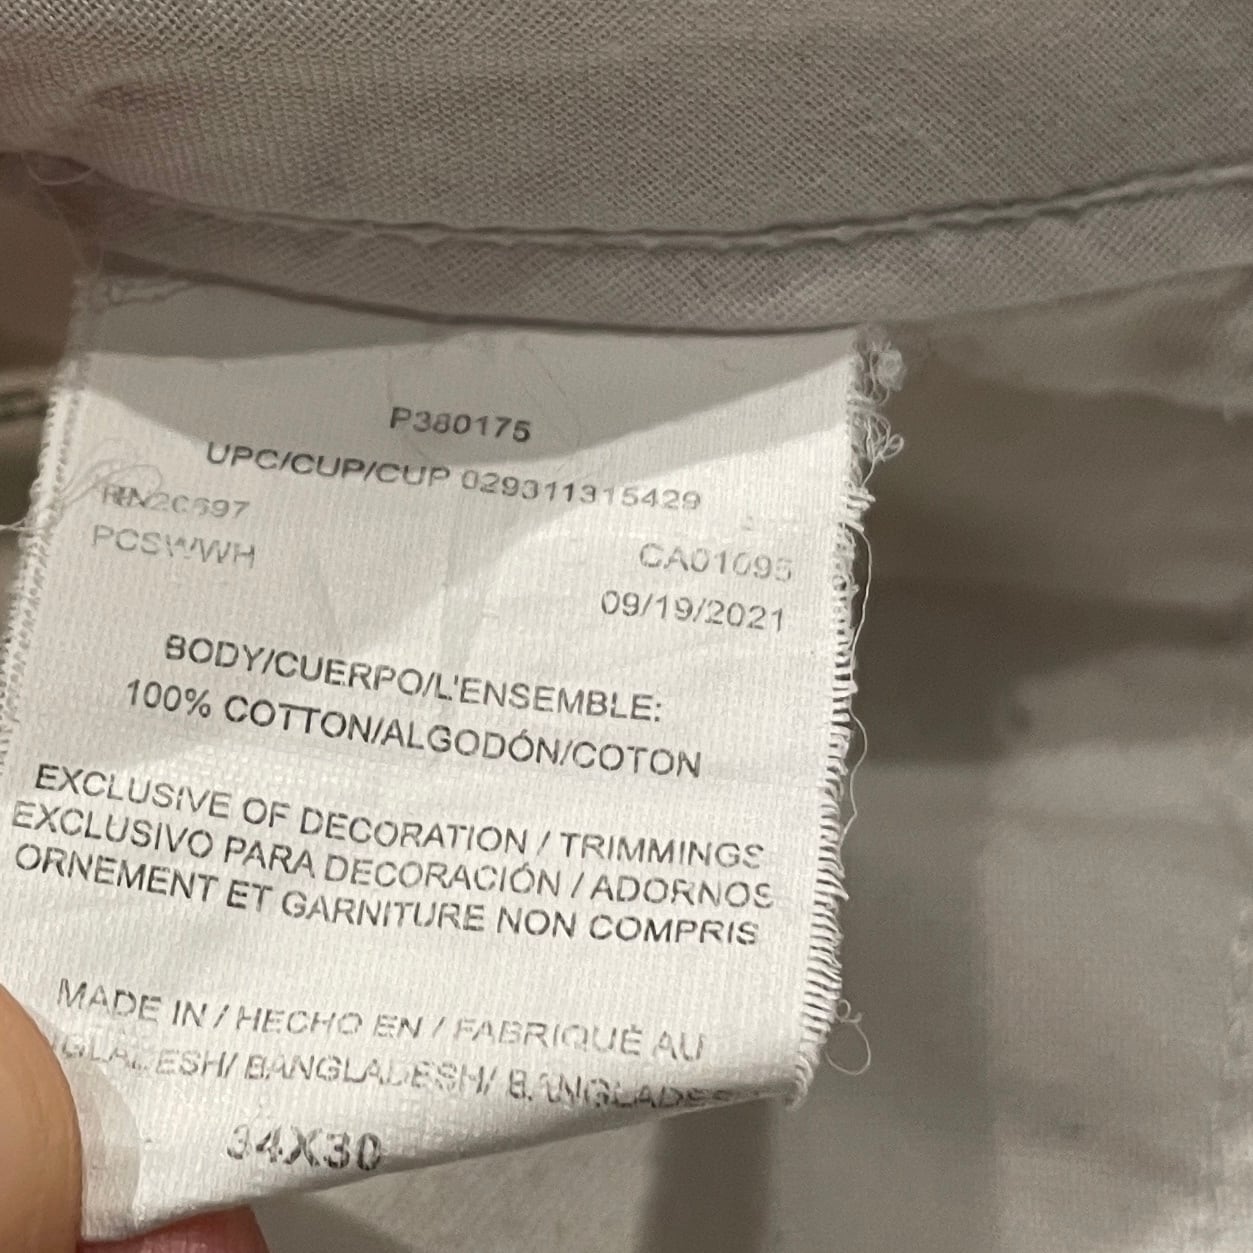 P380175
UPC/CUP/CUP 029311315429
PCSWWH
CA01095
09/19/2021
BODY/CUERPO/L'ENSEMBLE:
100% COTTON/ALGODÓN/COTON
EXCLUSIVE OF DECORATION / TRIMMINGS
EXCLUSIVO PARA DECORACIÓN / ADORNOS
ORNEMENT ET GARNITURE NON COMPRIS
MADE IN / HECHO EN / FABRIQUÉ AU
BANGLADESH/
34X30